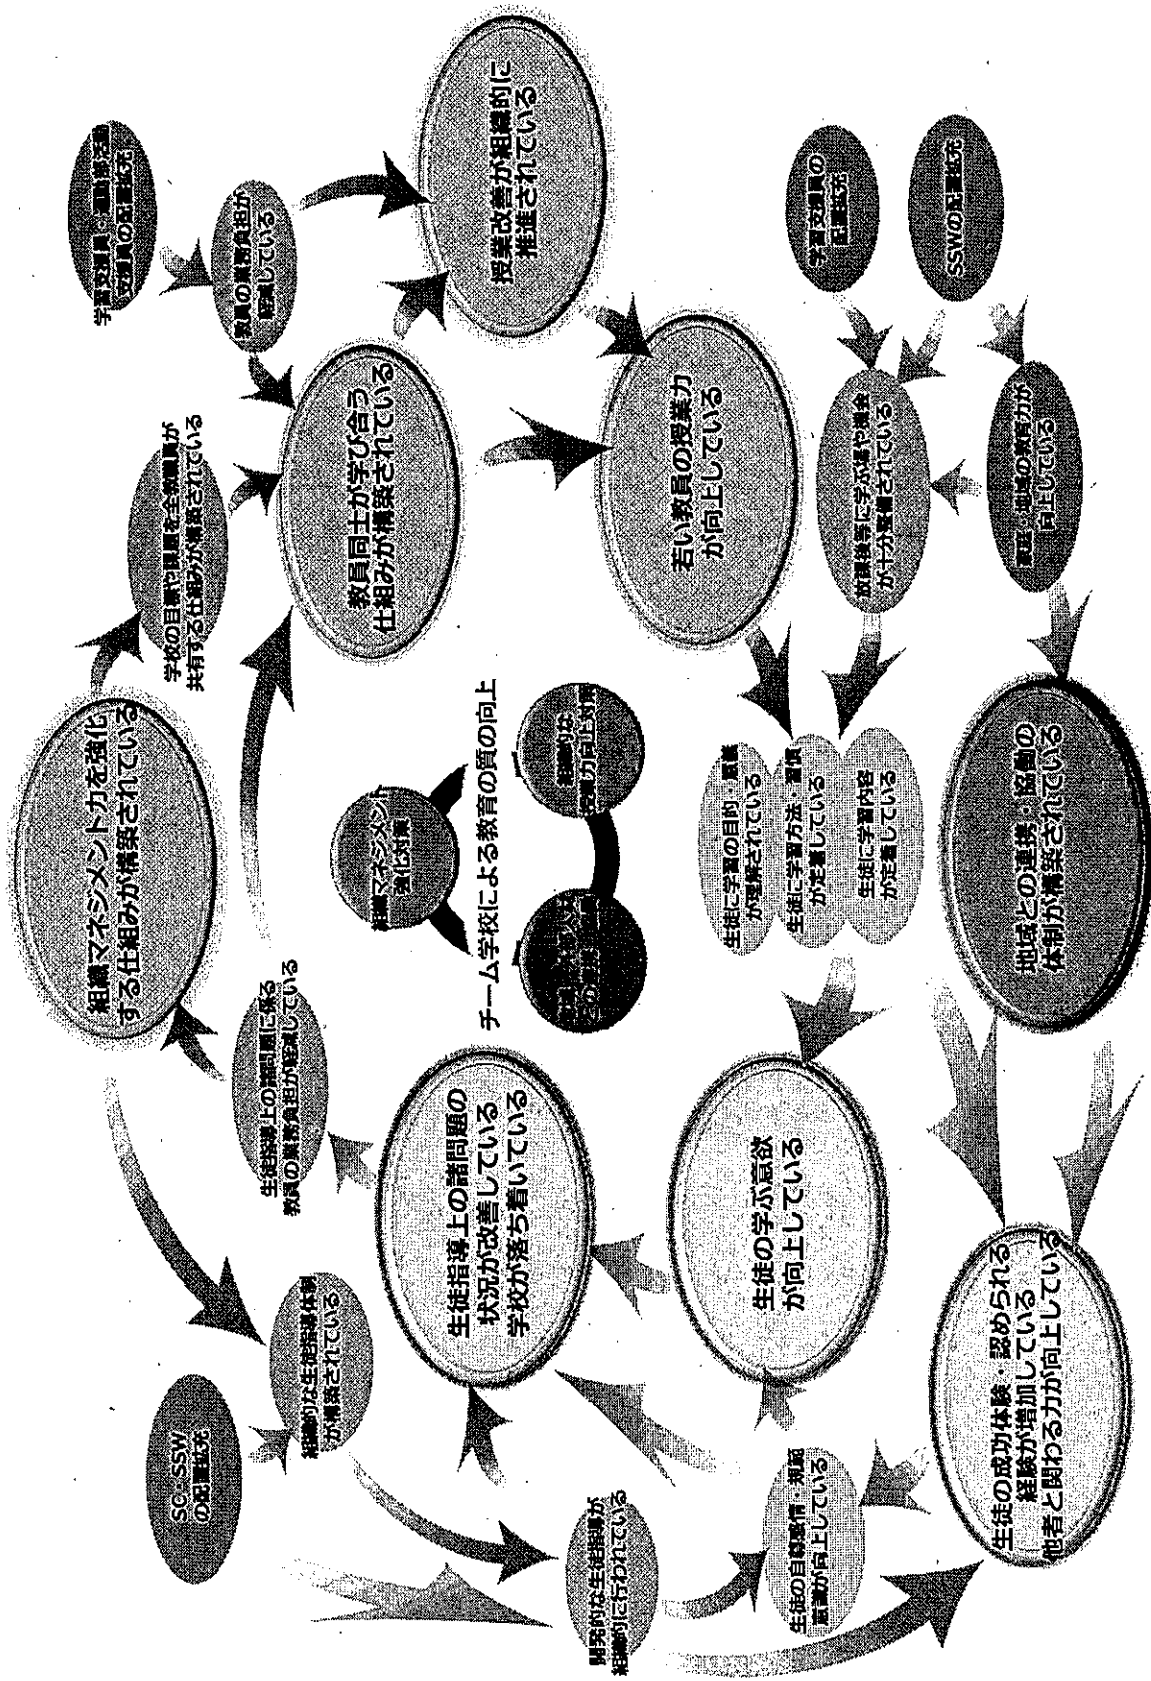 組織マネジメント力を強化
する仕組みが構築されている
学習支援員・運動部活動
支援員の配置拡充
学校の目標や課題を全教職員が
共有する仕組みが構築されている
教員の業務負担が
軽減している
SC・SSW
の配置拡充
組織的な生徒指導体制
が構築されている
生徒指導上の諸問題に係る
教員の業務負担が軽減している
教員同士が学び合う
仕組みが構築されている
授業改善が組織的に
推進されている
生徒指導上の諸問題の
状況が改善している
学校が落ち着いている
組織マネジメント
強化対策
チーム学校による教育の質の向上
組織的な
授業力向上対策
開発的な生徒指導が
組織的に行われている
若い教員の授業力
が向上している
生徒の学ぶ意欲
が向上している
生徒に学習の目的・意義
が理解されている
生徒に学習方法・習慣
が定着している
生徒に学習内容
が定着している
生徒の自尊感情・規範
意識が向上している
放課後等に学ぶ場や機会
が十分整備されている
学習支援員の
配置拡充
SSWの配置拡充
家庭・地域の教育力が
向上している
生徒の成功体験・認められる
経験が増加している
他者と関わる力が向上している
地域との連携・協働の
体制が構築されている